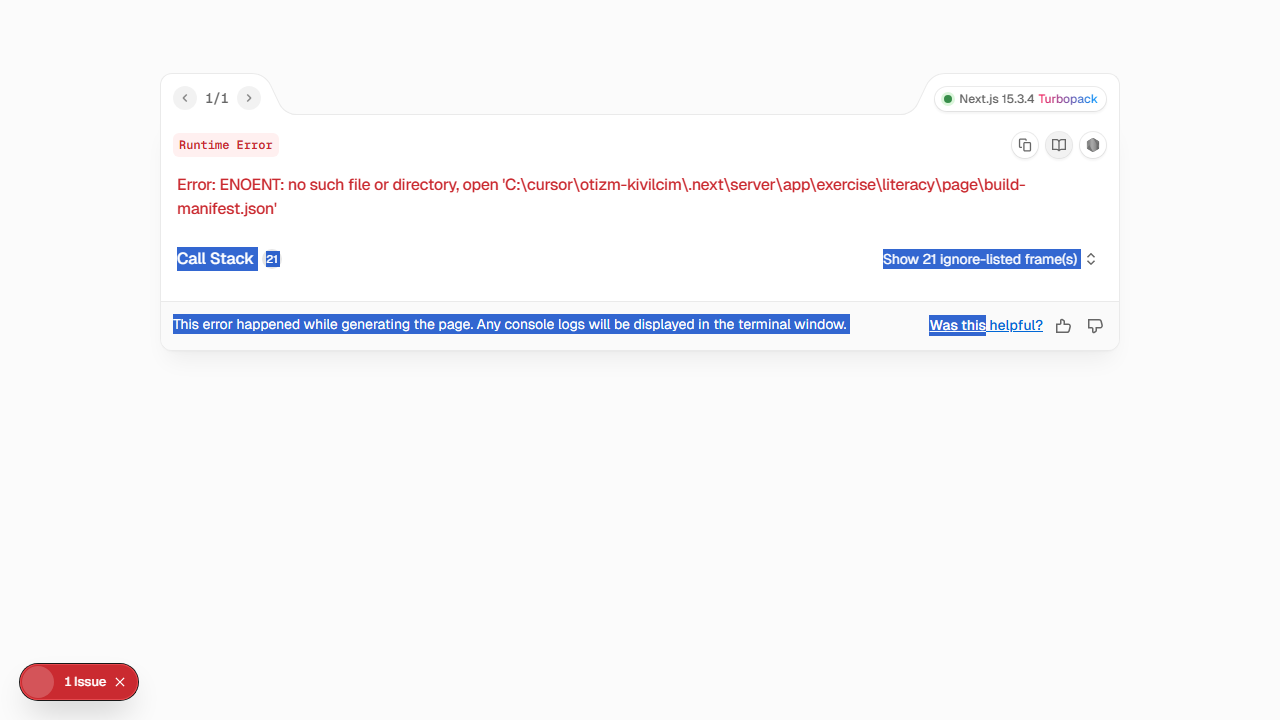 1/1
Next.js 15.3.4 Turbopack
Runtime Error
Error: ENOENT: no such file or directory, open 'C:\cursor\otizm-kivilcim\.next\server\app\exercise\literacy\page\build-
manifest.json'
Call Stack 21
Show 21 ignore-listed frame(s)
This error happened while generating the page. Any console logs will be displayed in the terminal window.
Was this helpful?
1 Issue